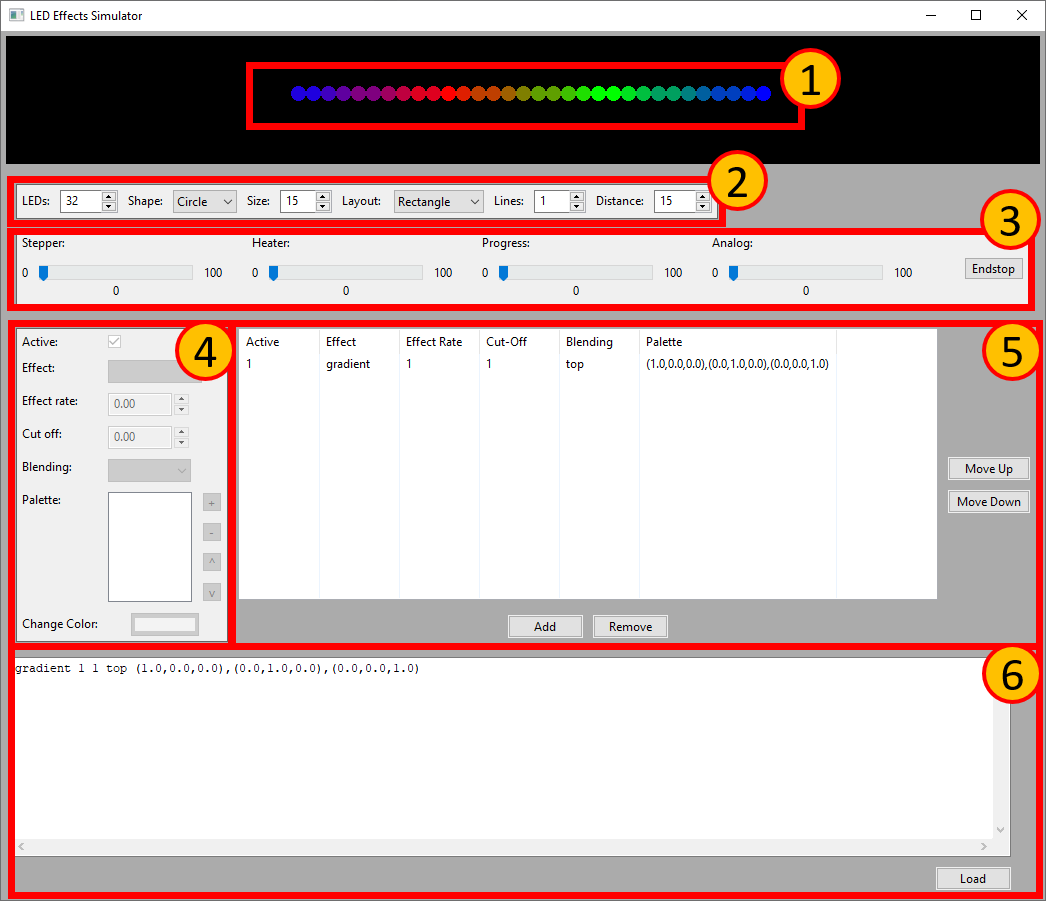 LED Effects Simulator
1
2
LEDs: 32 Shape: Circle Size: 15 Layout: Rectangle Lines: 1 Distance: 15
3
Stepper: Heater: Progress: Analog:
0 100 0 100 0 100 0 100 Endstop
0 0 0 0
4
Active:
Effect:
Effect rate: 0.00
Cut off: 0.00
Blending:
Palette:
+
-
^
v
Change Color:
5
Active Effect Effect Rate Cut-Off Blending Palette
1 gradient 1 1 top (1.0,0.0,0.0),(0.0,1.0,0.0),(0.0,0.0,1.0)
Move Up
Move Down
Add Remove
6
gradient 1 1 top (1.0,0.0,0.0),(0.0,1.0,0.0),(0.0,0.0,1.0)
Load